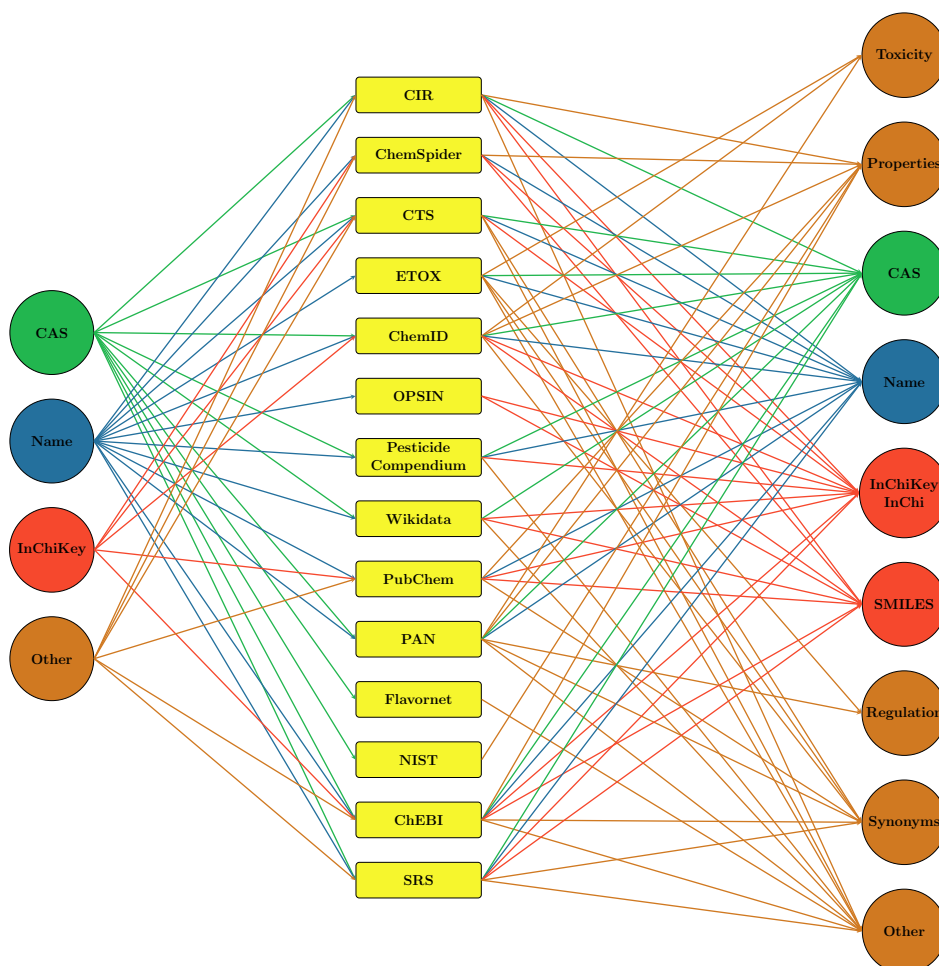 CAS
Name
InChiKey
Other
CIR
ChemSpider
CTS
ETOX
ChemID
OPSIN
Pesticide
Compendium
Wikidata
PubChem
PAN
Flavornet
NIST
ChEBI
SRS
Toxicity
Properties
CAS
Name
InChiKey
InChi
SMILES
Regulation
Synonyms
Other